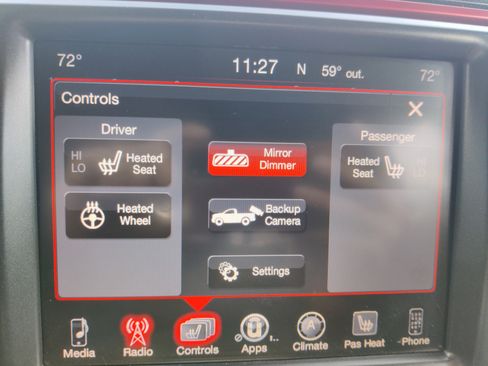 72° 11:27 N 59° out. 72°
Controls
Driver
HI
LO
Heated
Seat
Heated
Wheel
Mirror
Dimmer
Backup
Camera
Settings
Passenger
Heated
Seat
HI
LO
Media Radio Controls Apps Climate Pas Heat Phone